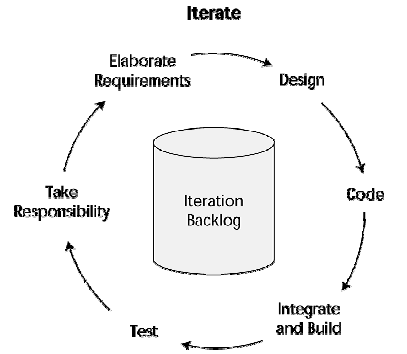 Iterate
Elaborate
Requirements
Design
Code
Integrate
and Build
Test
Take
Responsibility
Iteration
Backlog